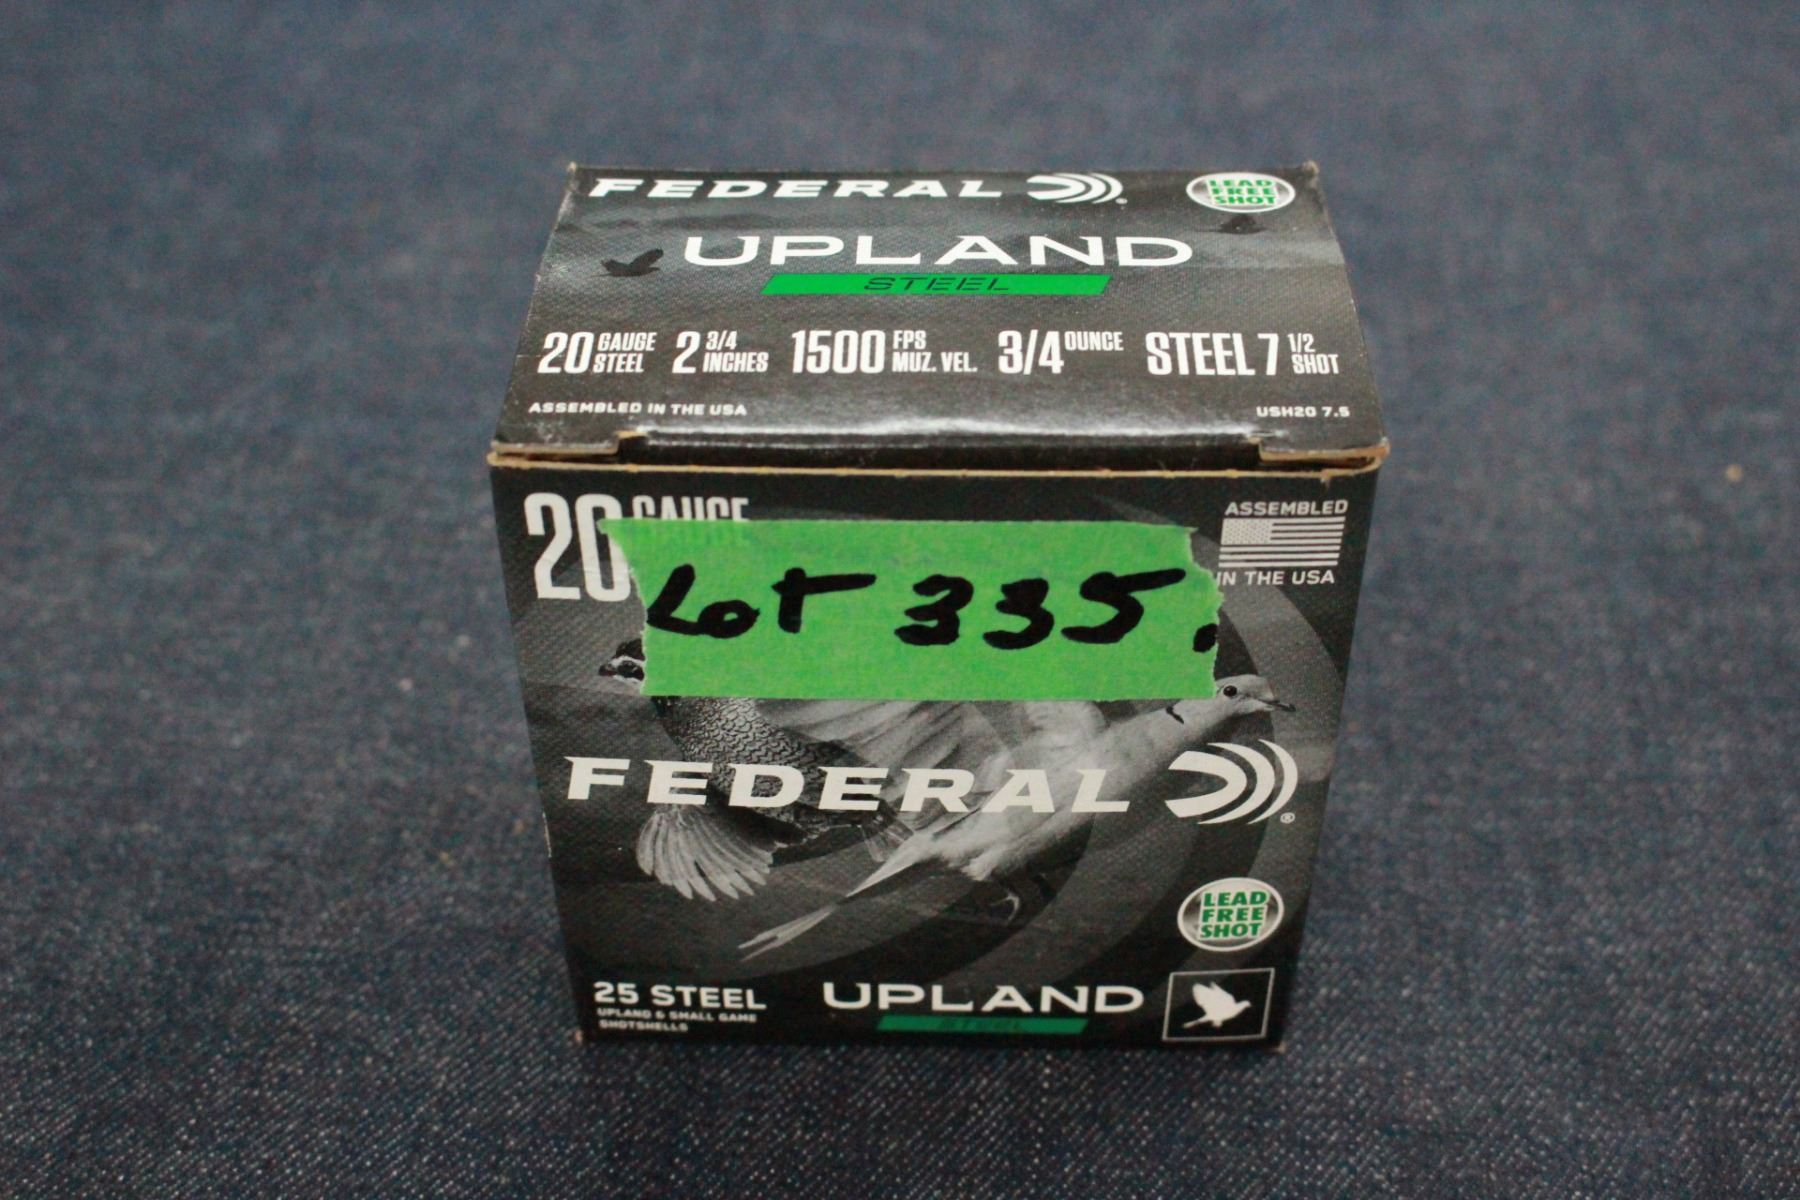 FEDERAL ®
LEAD
FREE
SHOT
UPLAND
STEEL
20 GAUGE STEEL 2 3/4 INCHES 1500 FPS MUZ. VEL. 3/4 OUNCE STEEL 7 1/2 SHOT
ASSEMBLED IN THE USA USH20 7.5
20 GAUGE
ASSEMBLED
IN THE USA
Lot 335.
FEDERAL ®
LEAD
FREE
SHOT
25 STEEL
UPLAND & SMALL GAME
SHOTSHELLS
UPLAND
STEEL